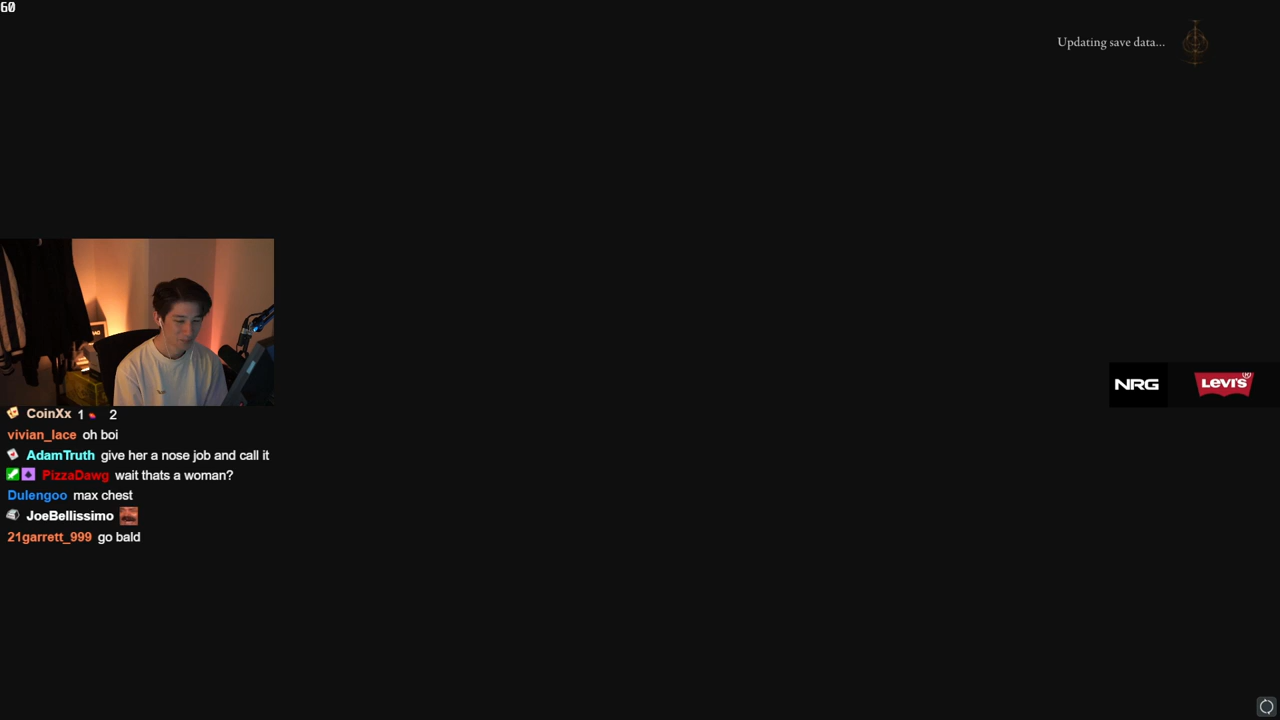 60
Updating save data...
NRG
LEVI'S®
CoinXx 1 2
vivian_lace oh boi
AdamTruth give her a nose job and call it
PizzaDawg wait thats a woman?
Dulengoo max chest
JoeBellissimo
21garrett_999 go bald